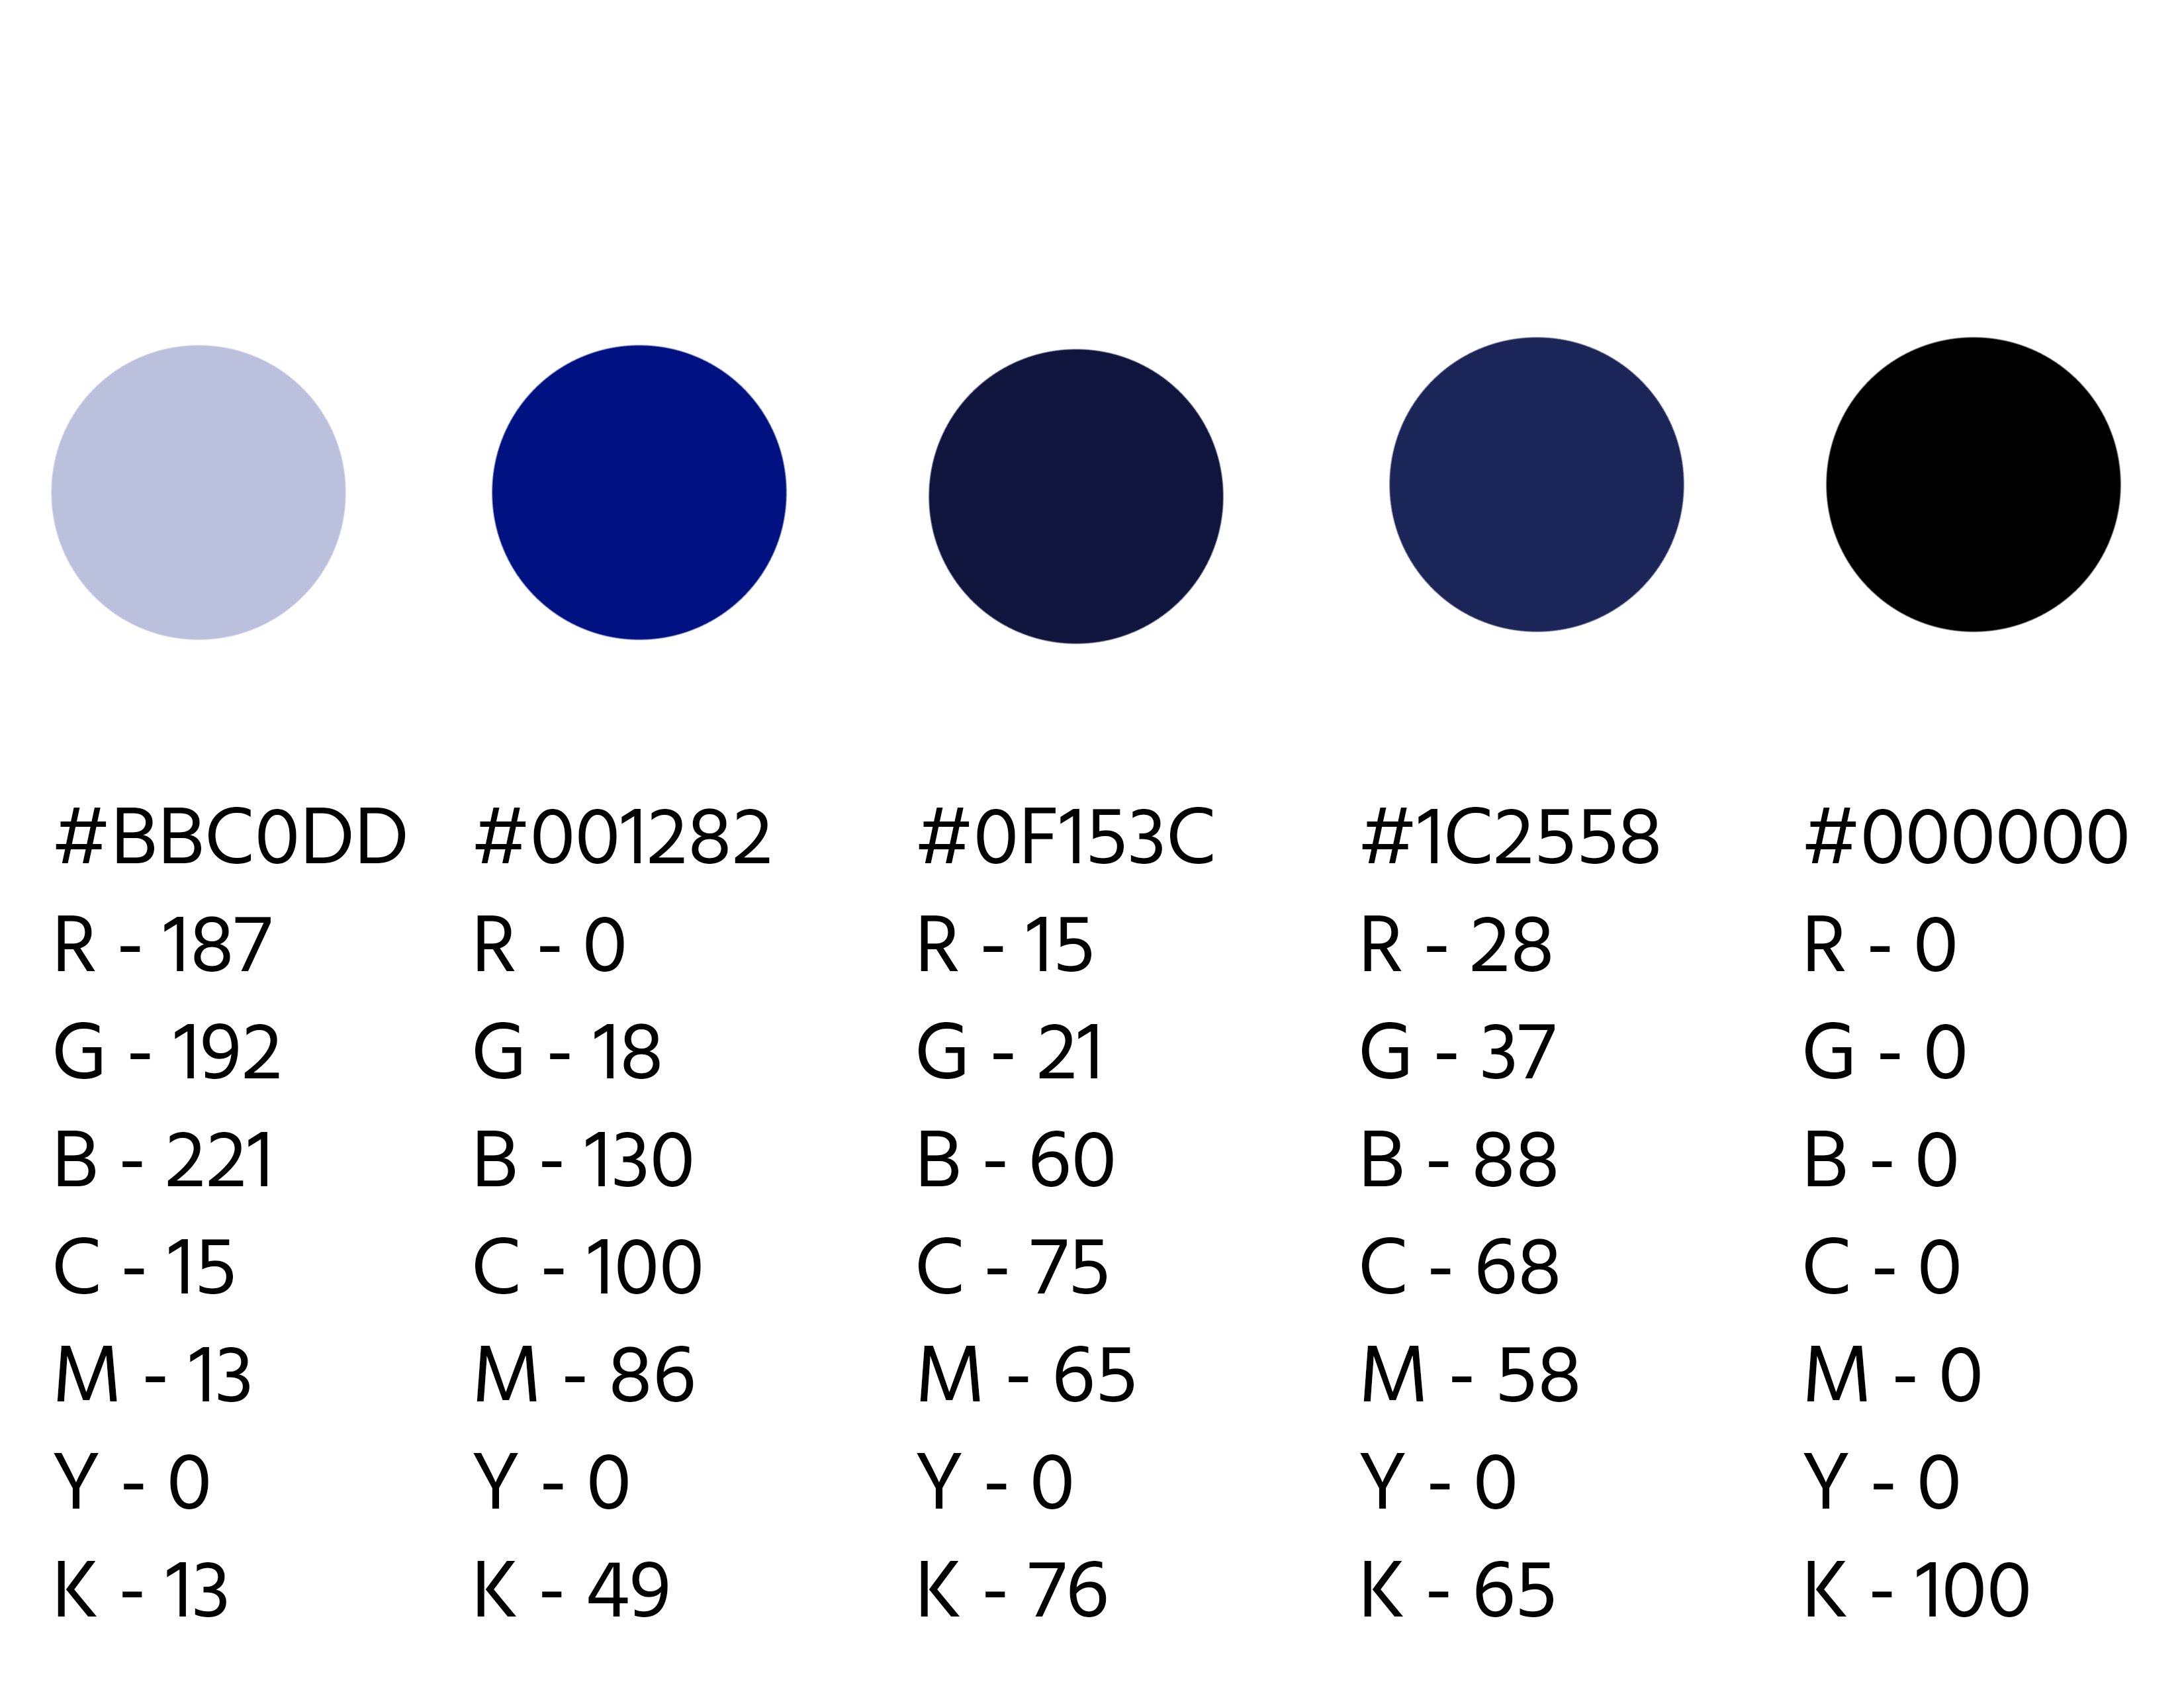 #BBC0DD
R - 187
G - 192
B - 221
C - 15
M - 13
Y - 0
K - 13
#001282
R - 0
G - 18
B - 130
C - 100
M - 86
Y - 0
K - 49
#0F153C
R - 15
G - 21
B - 60
C - 75
M - 65
Y - 0
K - 76
#1C2558
R - 28
G - 37
B - 88
C - 68
M - 58
Y - 0
K - 65
#000000
R - 0
G - 0
B - 0
C - 0
M - 0
Y - 0
K - 100